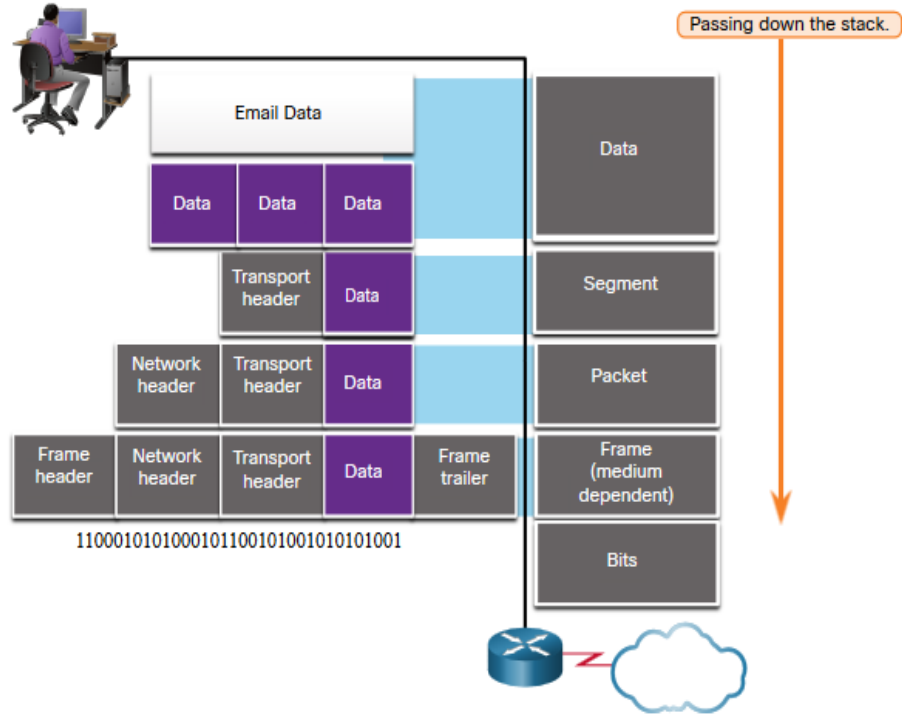 Passing down the stack.
Email Data
Data
Data
Data
Data
Transport
header
Data
Segment
Network
header
Transport
header
Data
Packet
Frame
header
Network
header
Transport
header
Data
Frame
trailer
Frame
(medium
dependent)
1100010101000101100101001010101001
Bits